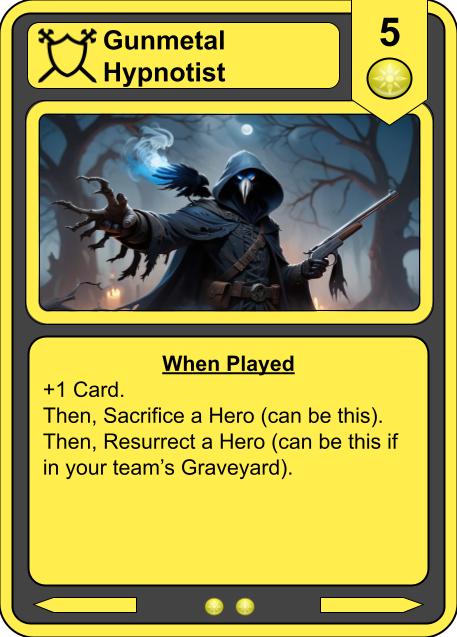 Gunmetal
Hypnotist
5
When Played
+1 Card.
Then, Sacrifice a Hero (can be this).
Then, Resurrect a Hero (can be this if
in your team's Graveyard).